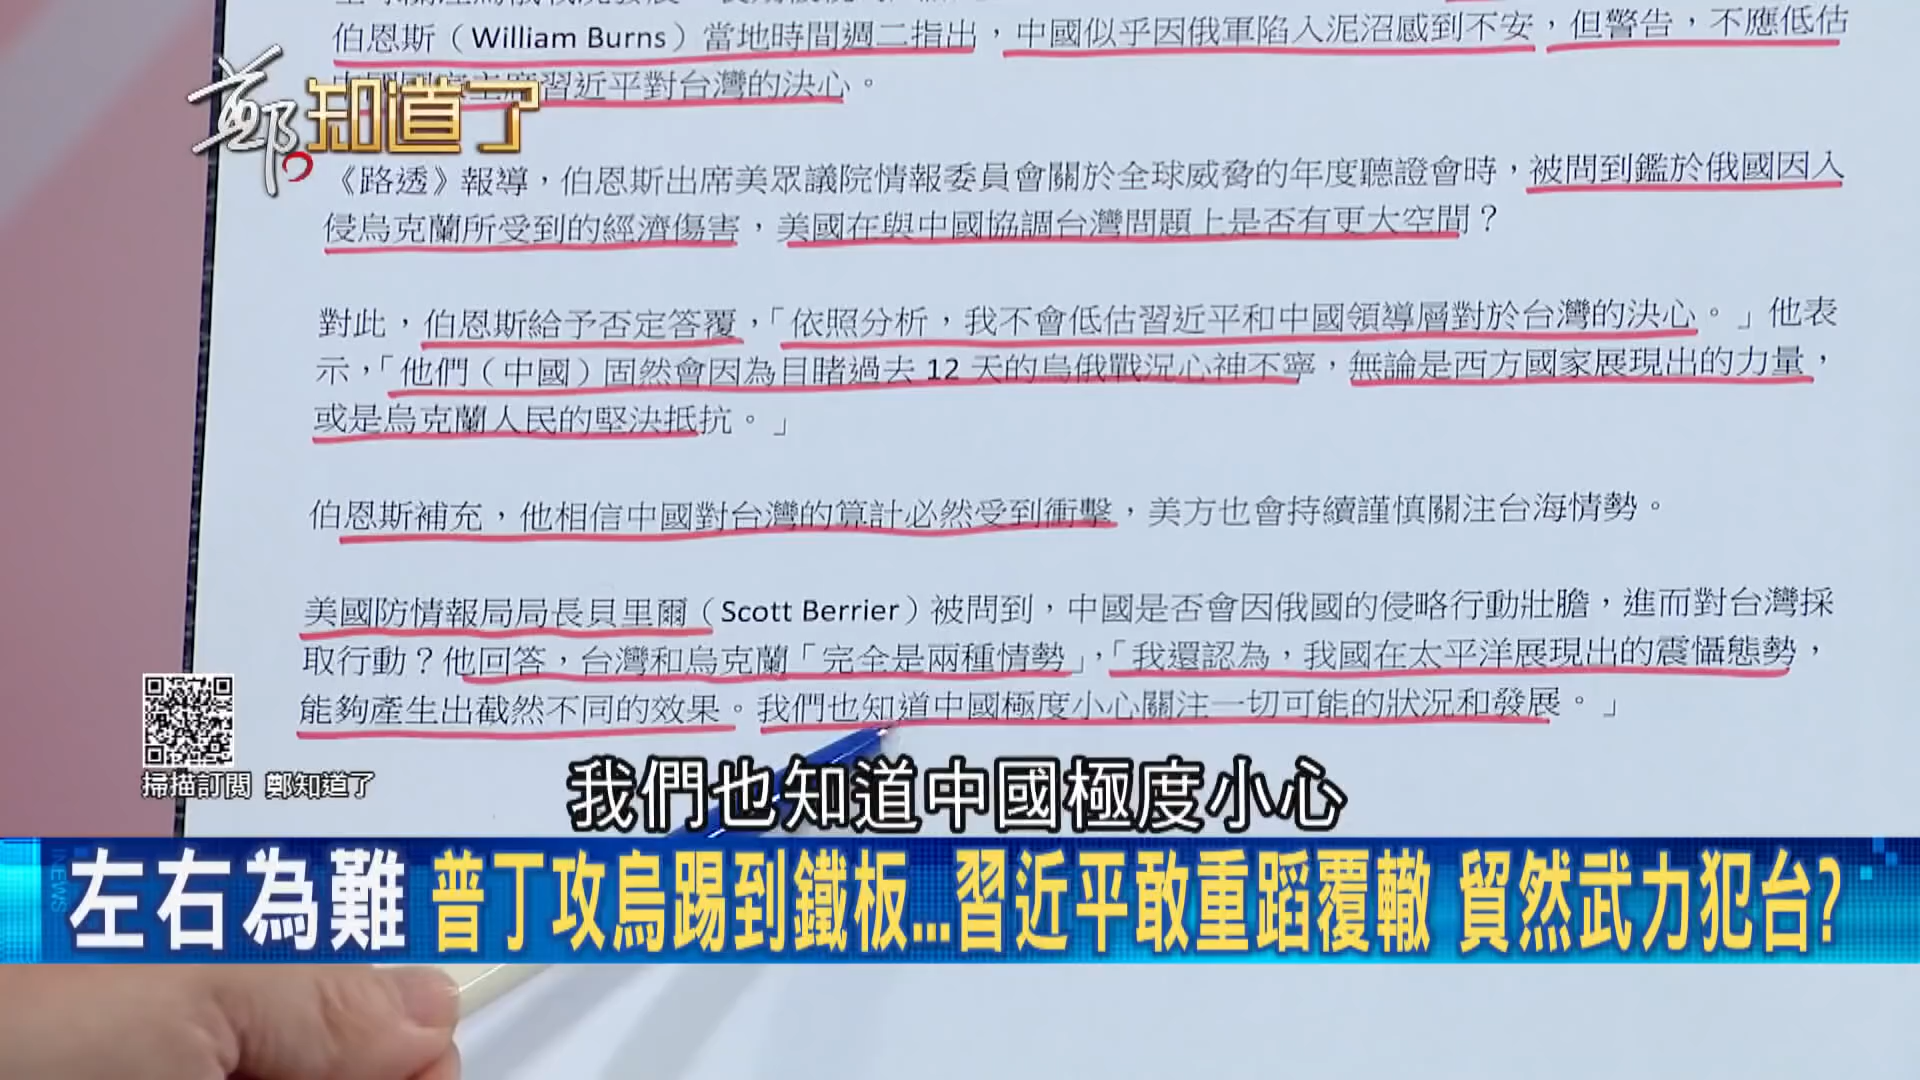 伯恩斯（William Burns）當地時間週二指出，中國似乎因俄軍陷入泥沼感到不安，但警告，不應低估
習近平對台灣的決心。
鄭知道了
《路透》報導，伯恩斯出席美眾議院情報委員會關於全球威脅的年度聽證會時，被問到鑑於俄國因入
侵烏克蘭所受到的經濟傷害，美國在與中國協調台灣問題上是否有更大空間？
對此，伯恩斯給予否定答覆，「依照分析，我不會低估習近平和中國領導層對於台灣的決心。」他表
示，「他們（中國）固然會因為目睹過去 12 天的烏俄戰況心神不寧，無論是西方國家展現出的力量，
或是烏克蘭人民的堅決抵抗。」
伯恩斯補充，他相信中國對台灣的算計必然受到衝擊，美方也會持續謹慎關注台海情勢。
美國防情報局局長貝里爾（Scott Berrier）被問到，中國是否會因俄國的侵略行動壯膽，進而對台灣採
取行動？他回答，台灣和烏克蘭「完全是兩種情勢」，「我還認為，我國在太平洋展現出的震懾態勢，
能夠產生出截然不同的效果。我們也知道中國極度小心關注一切可能的狀況和發展。」
掃描訂閱 鄭知道了
我們也知道中國極度小心
左右為難 普丁攻烏踢到鐵板...習近平敢重蹈覆轍 貿然武力犯台?